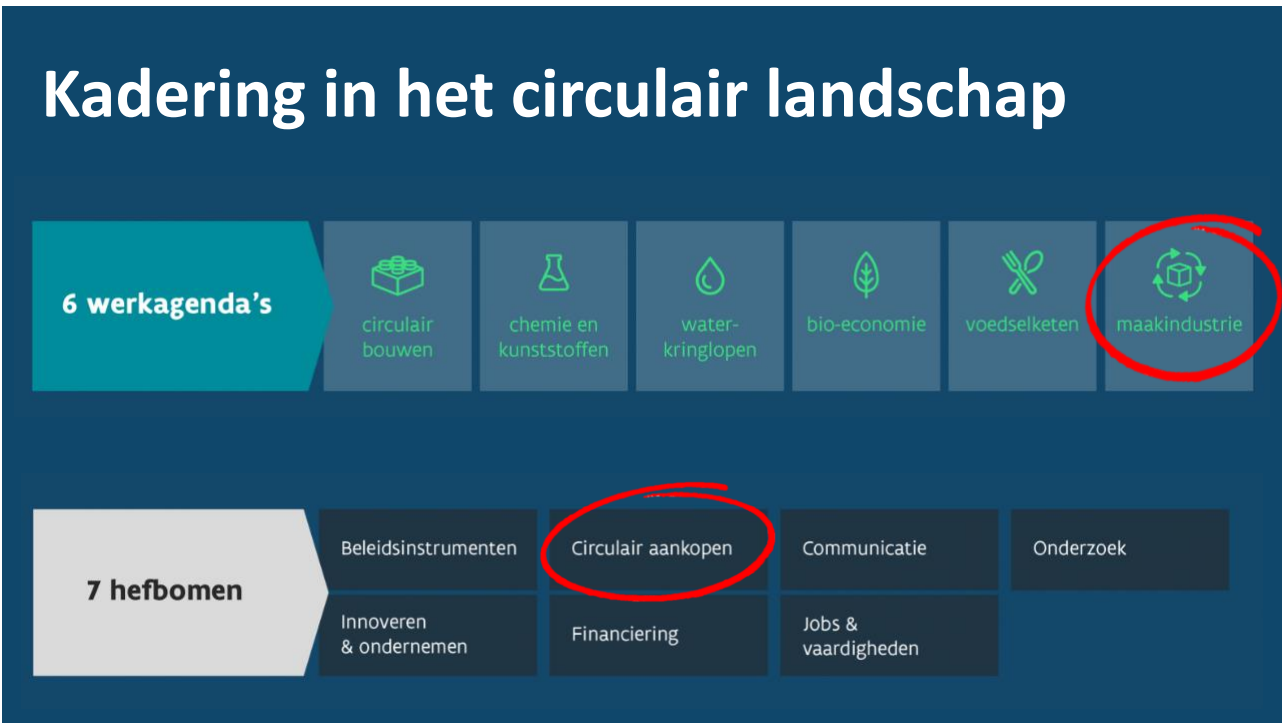 Kadering in het circulair landschap
6 werkagenda's
circulair
bouwen
chemie en
kunststoffen
water-
kringlopen
bio-economie
voedselketen
maakindustrie
7 hefbomen
Beleidsinstrumenten
Circulair aankopen
Communicatie
Onderzoek
Innoveren
& ondernemen
Financiering
Jobs &
vaardigheden